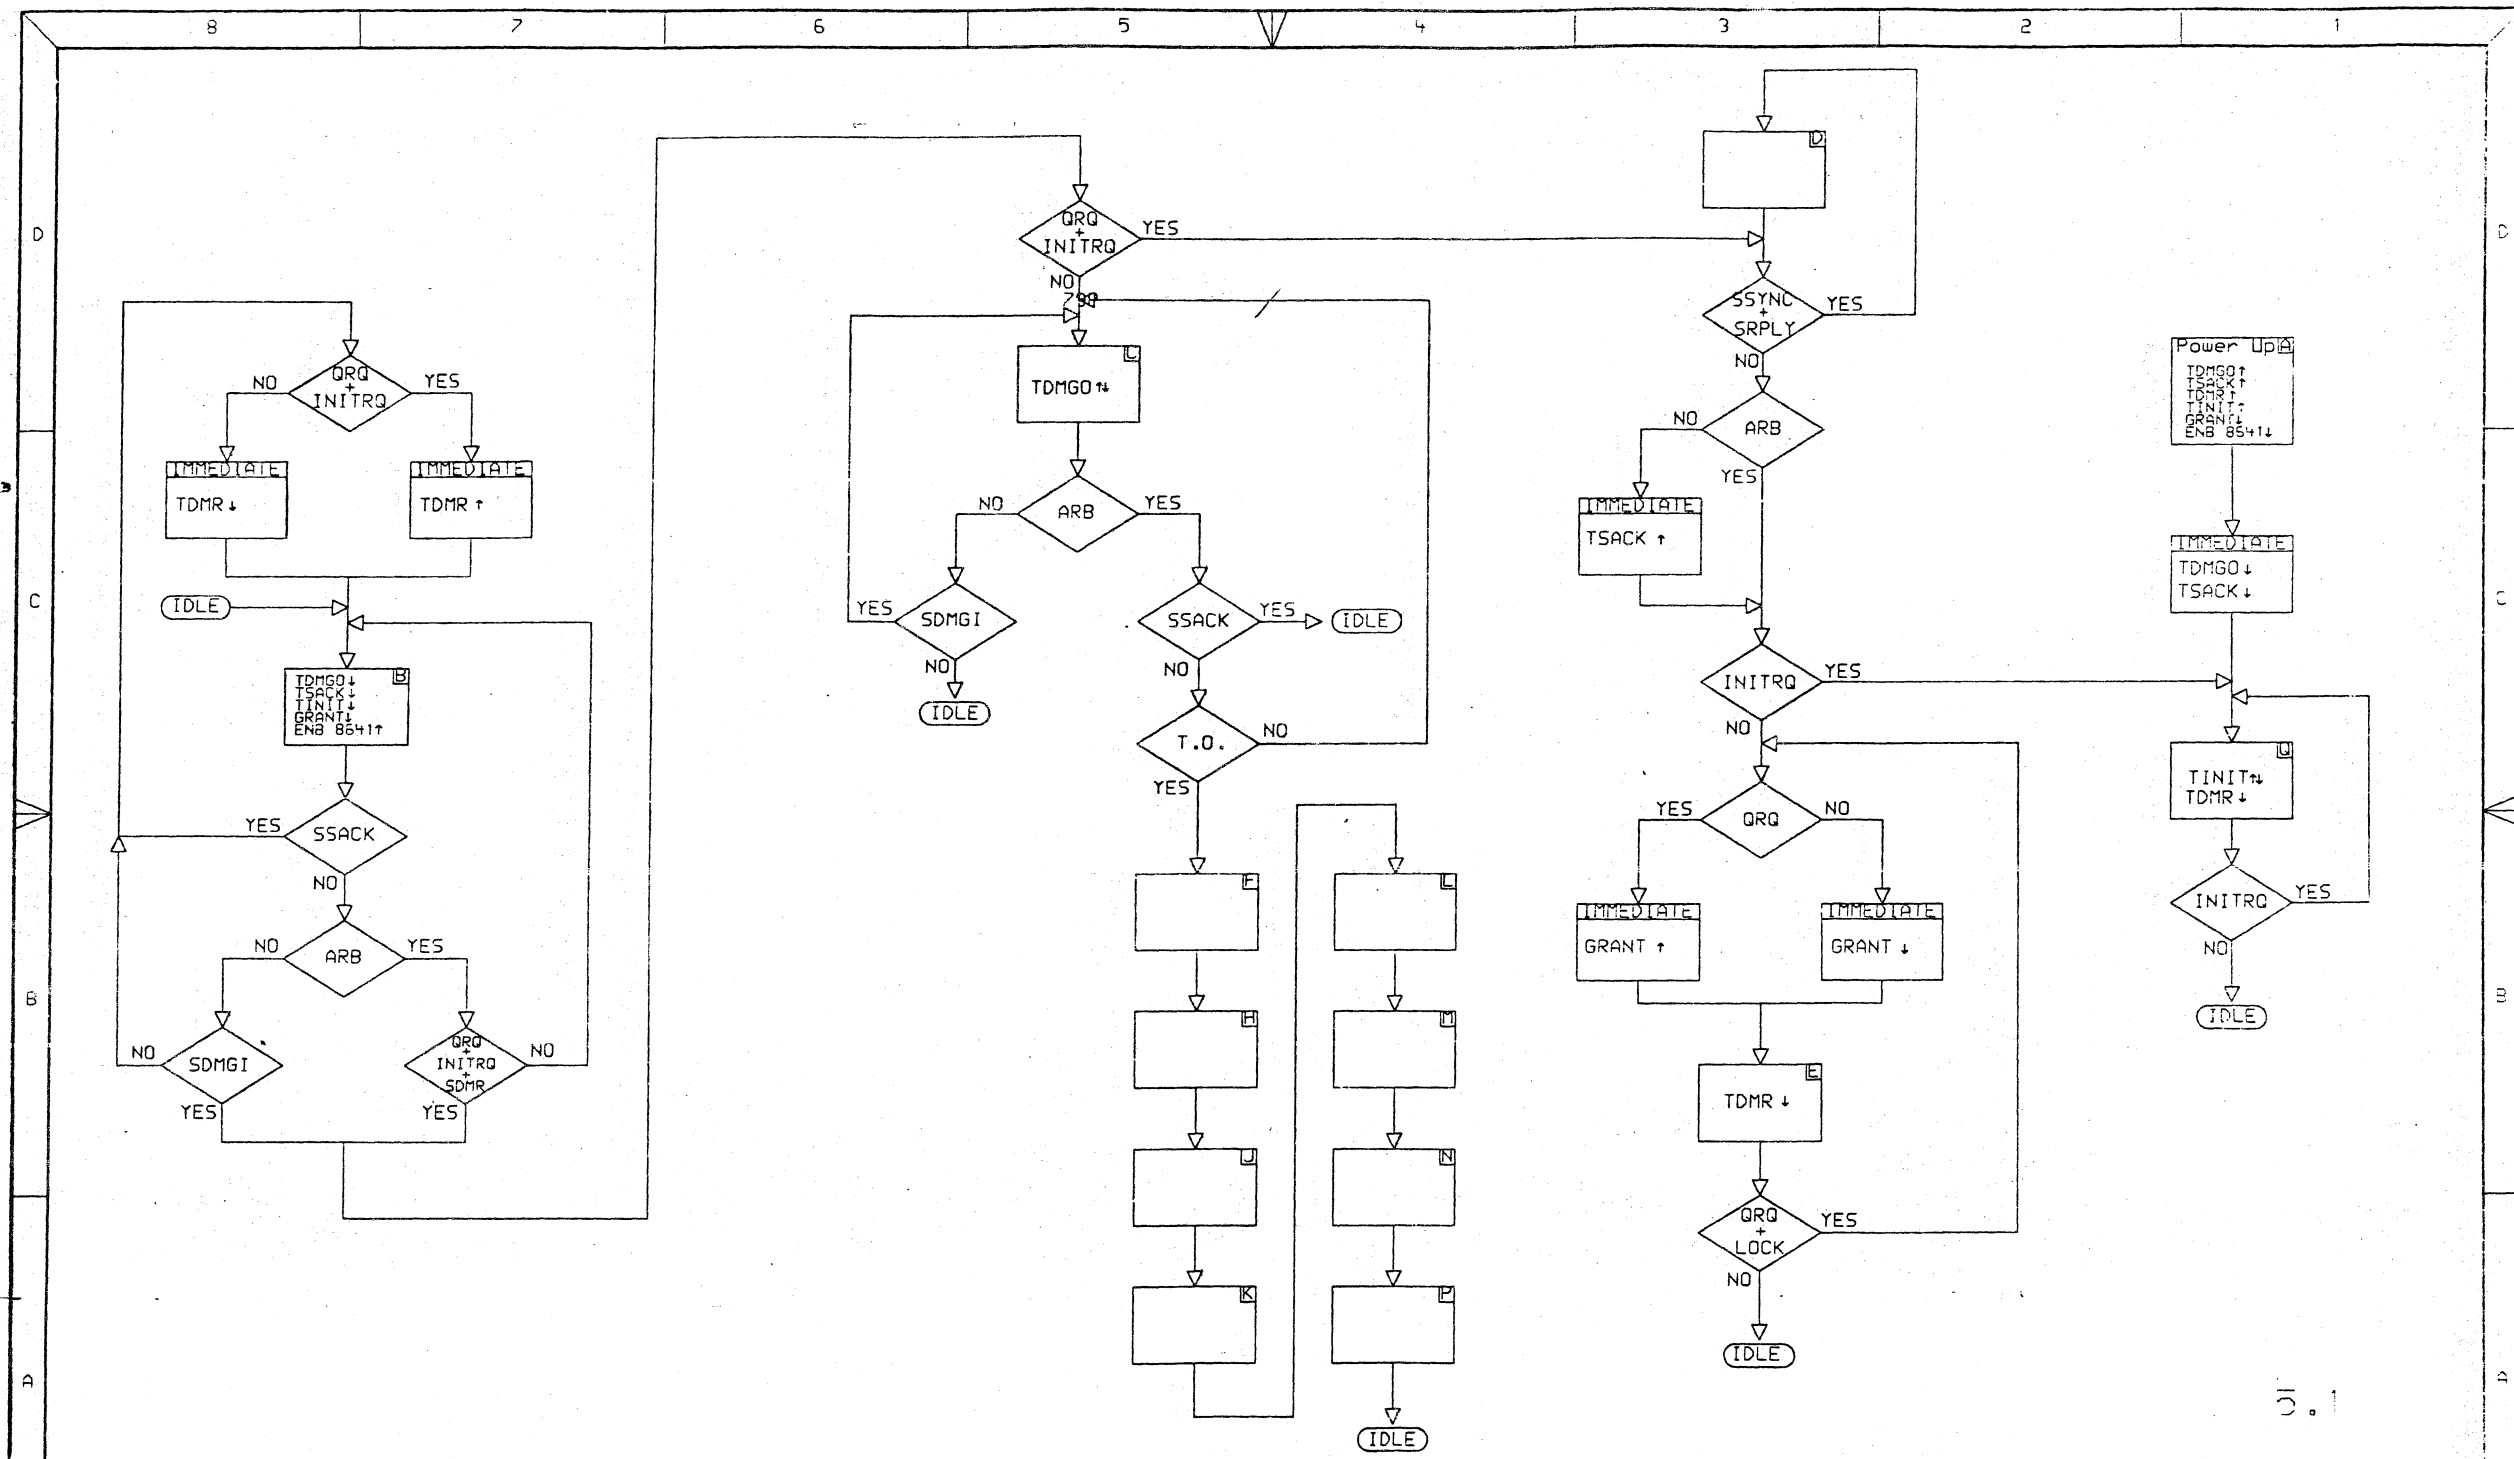 8 7 6 5 4 3 2 1
D
C
B
A
QRQ
+
INITRQ
NO
YES
IMMEDIATE
TDMR↓
IMMEDIATE
TDMR ↑
IDLE
B
TDMGO↓
TSACK↓
TINIT↓
GRANT↓
ENB 8641↑
SSACK
YES
NO
ARB
NO
YES
SDMGI
NO
YES
QRQ
+
INITRQ
+
SDMR
NO
YES
QRQ
+
INITRQ
YES
NO
C
TDMGO↑↓
ARB
NO
YES
SDMGI
YES
NO
IDLE
SSACK
YES
IDLE
NO
T.O.
NO
YES
F
H
J
K
L
M
N
P
IDLE
D
SSYNC
+
SRPLY
YES
NO
ARB
NO
YES
IMMEDIATE
TSACK ↑
INITRQ
YES
NO
QRQ
YES
NO
IMMEDIATE
GRANT ↑
IMMEDIATE
GRANT ↓
E
TDMR ↓
QRQ
+
LOCK
YES
NO
IDLE
Power Up A
TDMGO↑
TSACK↑
TDMR↑
TINIT↑
GRANT↓
ENB 8641↓
IMMEDIATE
TDMGO↓
TSACK↓
Q
TINIT↑↓
TDMR↓
INITRQ
YES
NO
IDLE
D
C
B
A